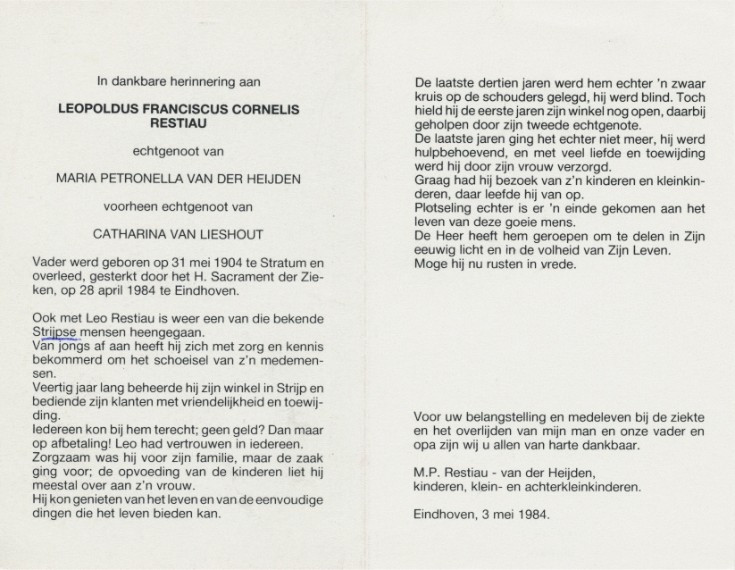 In dankbare herinnering aan
LEOPOLDUS FRANCISCUS CORNELIS
RESTIAU
echtgenoot van
MARIA PETRONELLA VAN DER HEIJDEN
voorheen echtgenoot van
CATHARINA VAN LIESHOUT
Vader werd geboren op 31 mei 1904 te Stratum en
overleed, gesterkt door het H. Sacrament der Zie-
ken, op 28 april 1984 te Eindhoven.
Ook met Leo Restiau is weer een van die bekende
Strijpse mensen heengegaan.
Van jongs af aan heeft hij zich met zorg en kennis
bekommerd om het schoeisel van z'n medemen-
sen.
Veertig jaar lang beheerde hij zijn winkel in Strijp en
bediende zijn klanten met vriendelijkheid en toewij-
ding.
Iedereen kon bij hem terecht; geen geld? Dan maar
op afbetaling! Leo had vertrouwen in iedereen.
Zorgzaam was hij voor zijn familie, maar de zaak
ging voor; de opvoeding van de kinderen liet hij
meestal over aan z'n vrouw.
Hij kon genieten van het leven en van de eenvoudige
dingen die het leven bieden kan.
De laatste dertien jaren werd hem echter 'n zwaar
kruis op de schouders gelegd, hij werd blind. Toch
hield hij de eerste jaren zijn winkel nog open, daarbij
geholpen door zijn tweede echtgenote.
De laatste jaren ging het echter niet meer, hij werd
hulpbehoevend, en met veel liefde en toewijding
werd hij door zijn vrouw verzorgd.
Graag had hij bezoek van z'n kinderen en kleinkin-
deren, daar leefde hij van op.
Plotseling echter is er 'n einde gekomen aan het
leven van deze goeie mens.
De Heer heeft hem geroepen om te delen in Zijn
eeuwig licht en in de volheid van Zijn Leven.
Moge hij nu rusten in vrede.
Voor uw belangstelling en medeleven bij de ziekte
en het overlijden van mijn man en onze vader en
opa zijn wij u allen van harte dankbaar.
M.P. Restiau - van der Heijden,
kinderen, klein- en achterkleinkinderen.
Eindhoven, 3 mei 1984.